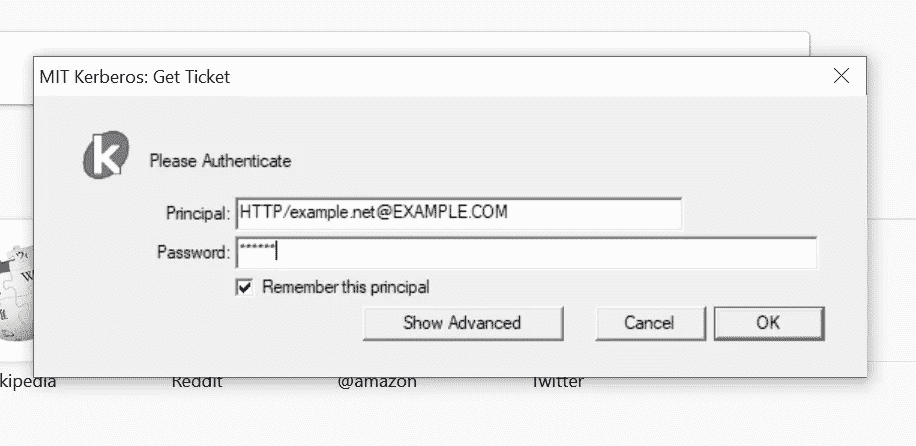 MIT Kerberos: Get Ticket
k
Please Authenticate
Principal: HTTP/example.net@EXAMPLE.COM
Password: ******
Remember this principal
Show Advanced Cancel OK
W
kipedia Reddit @amazon Twitter